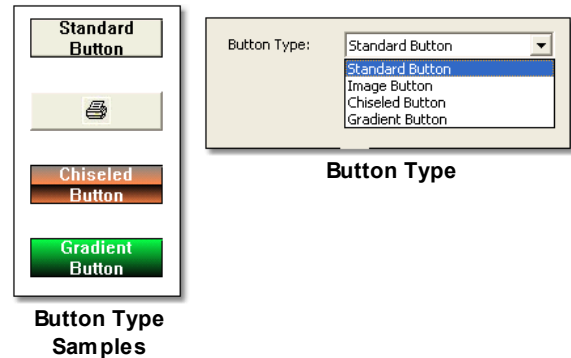 Standard
Button
Chiseled
Button
Gradient
Button
Button Type
Samples
Button Type: Standard Button
Standard Button
Image Button
Chiseled Button
Gradient Button
Button Type